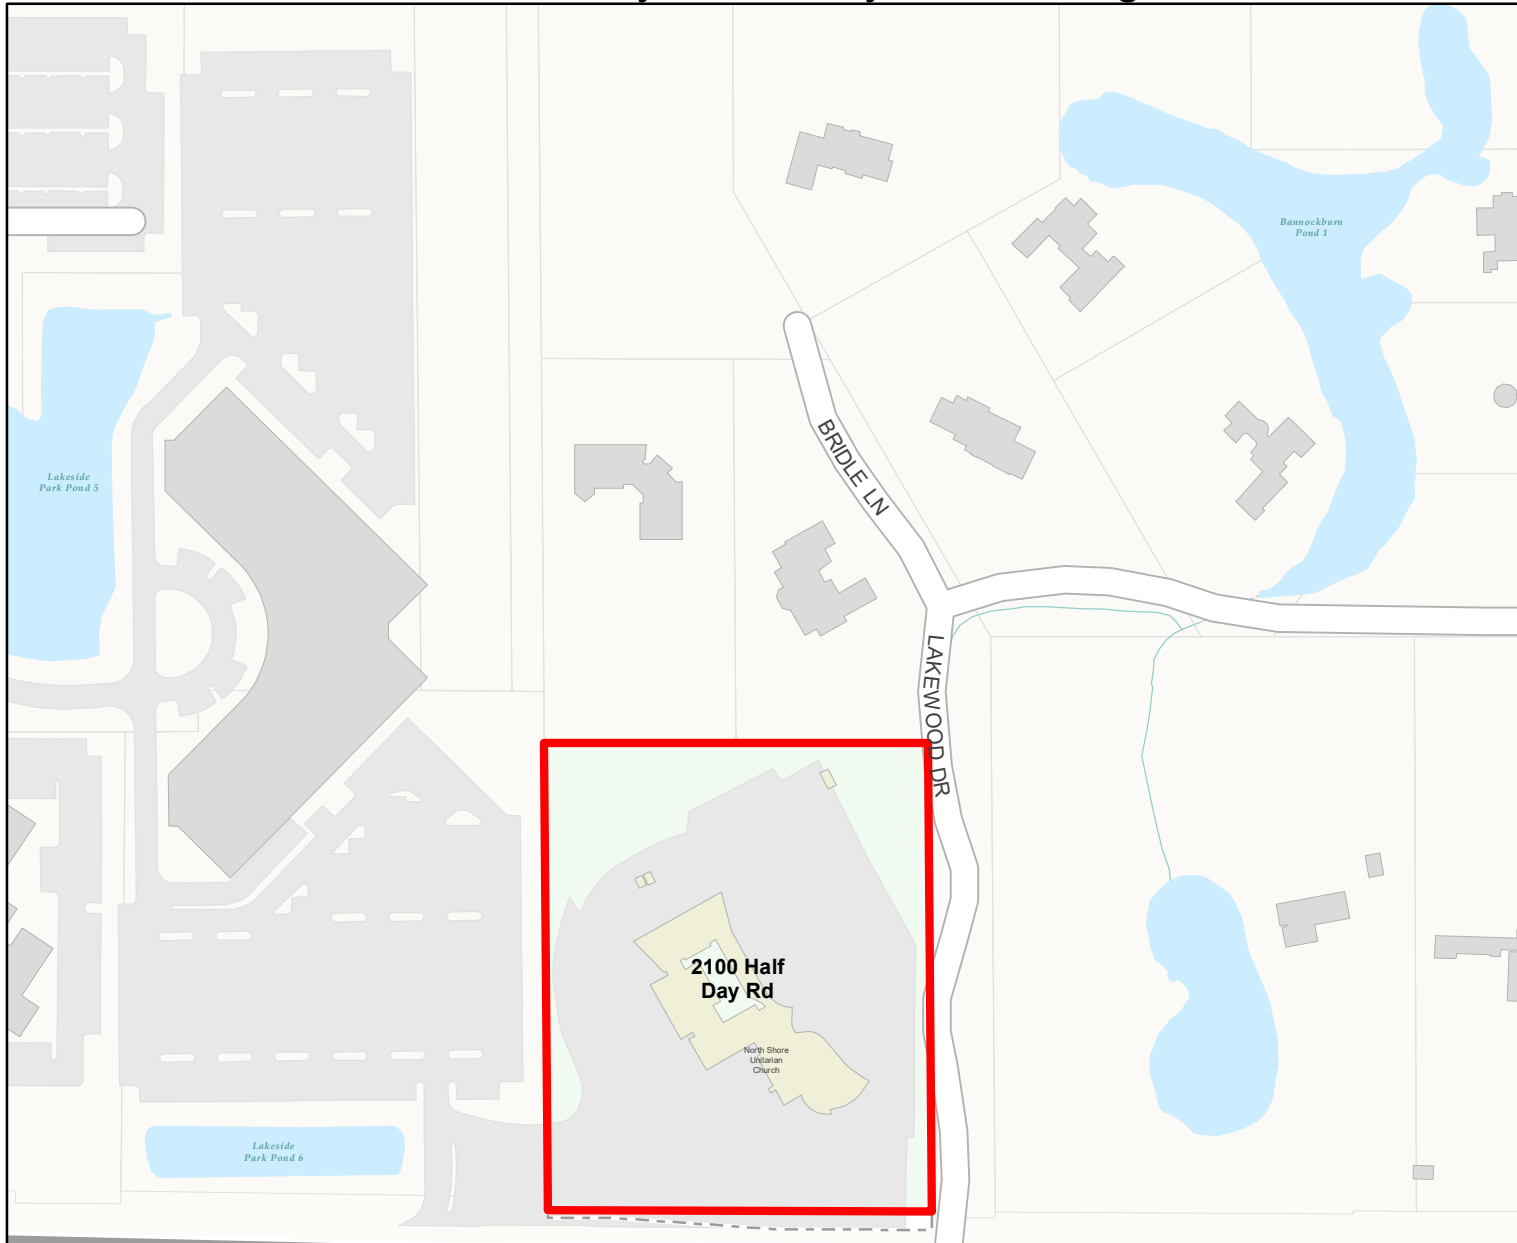 Bannockburn
Pond 1
BRIDLE LN
Lakeside
Park Pond 5
LAKEWOOD DR
2100 Half
Day Rd
North Shore
Unitarian
Church
Lakeside
Park Pond 6